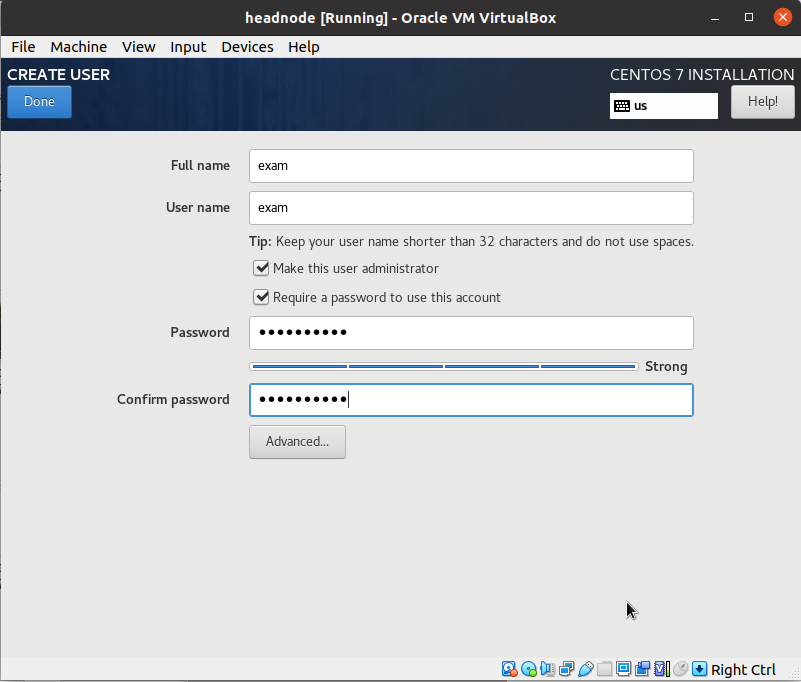 headnode [Running] - Oracle VM VirtualBox
File Machine View Input Devices Help
CREATE USER
CENTOS 7 INSTALLATION
Done
us
Help!
Full name
exam
User name
exam
Tip: Keep your user name shorter than 32 characters and do not use spaces.
Make this user administrator
Require a password to use this account
Password
●●●●●●●●●●
Strong
Confirm password
●●●●●●●●●●
Advanced...
Right Ctrl